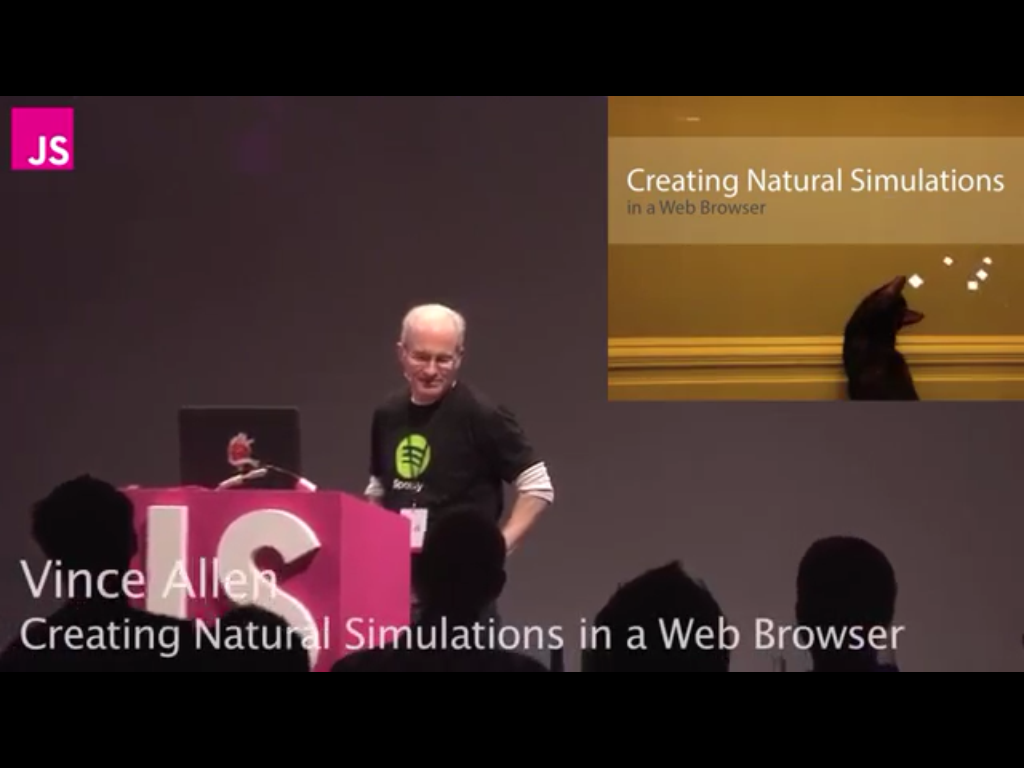 JS
Creating Natural Simulations
in a Web Browser
Spotify
JS
Vince Allen
Creating Natural Simulations in a Web Browser